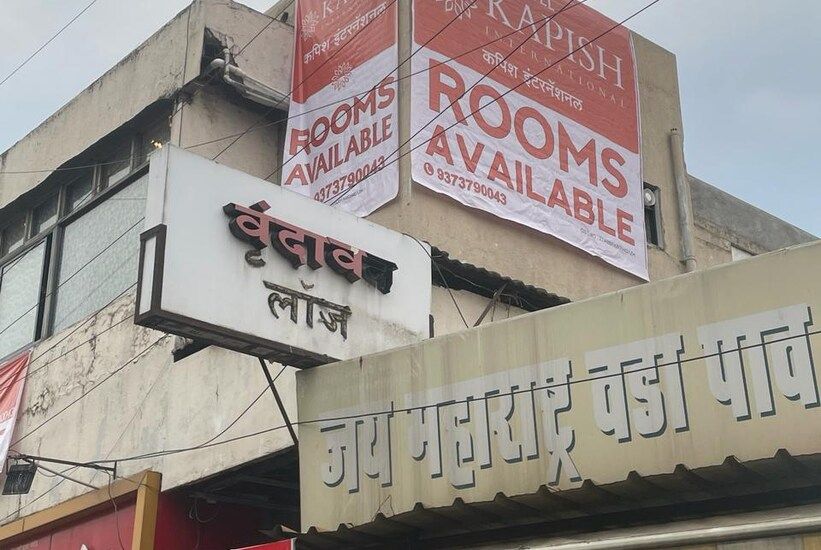 KAPISH
कपिश इंटरनॅशनल
ROOMS
AVAILABLE
9373790043
KAPISH
INTERNATIONAL
कपिश इंटरनॅशनल
ROOMS
AVAILABLE
9373790043
वृंदाव
लॉज
जय महाराष्ट्र वडा पाव